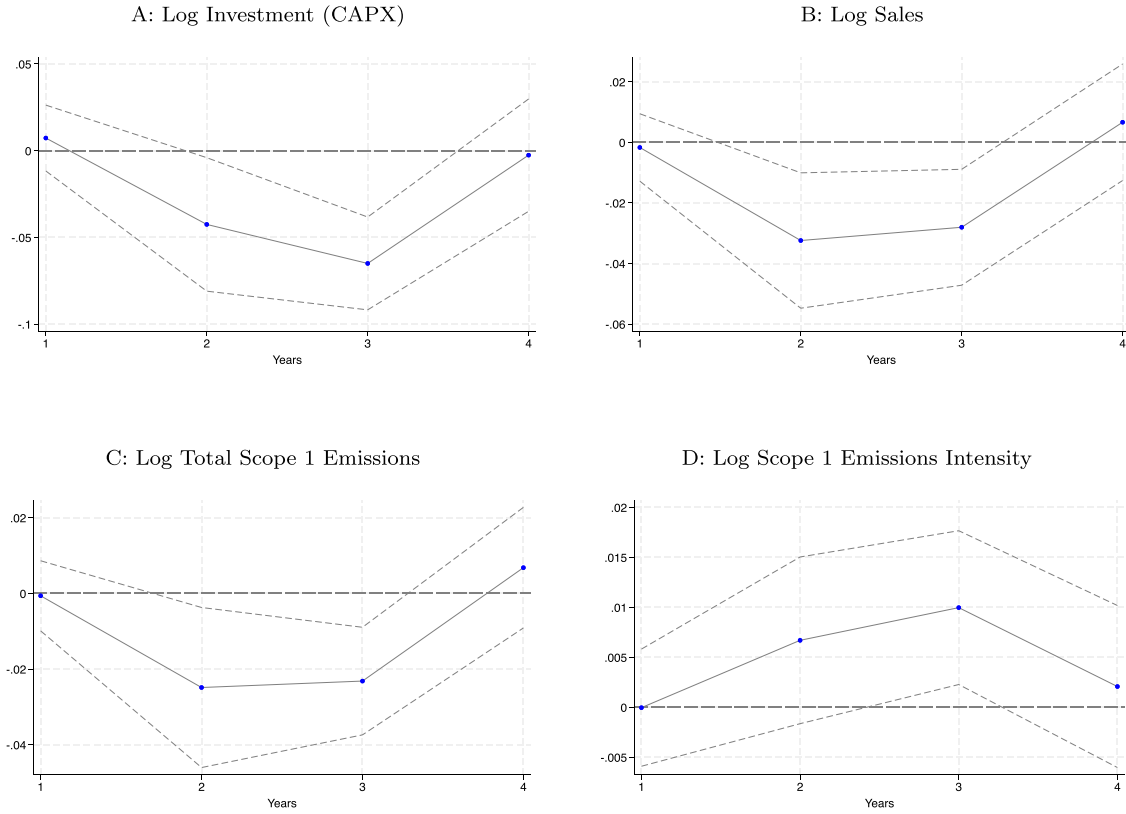 A: Log Investment (CAPX)
.05
0
-.05
-.1
1 2 3 4
Years
B: Log Sales
.02
0
-.02
-.04
-.06
1 2 3 4
Years
C: Log Total Scope 1 Emissions
.02
0
-.02
-.04
1 2 3 4
Years
D: Log Scope 1 Emissions Intensity
.02
.015
.01
.005
0
-.005
1 2 3 4
Years